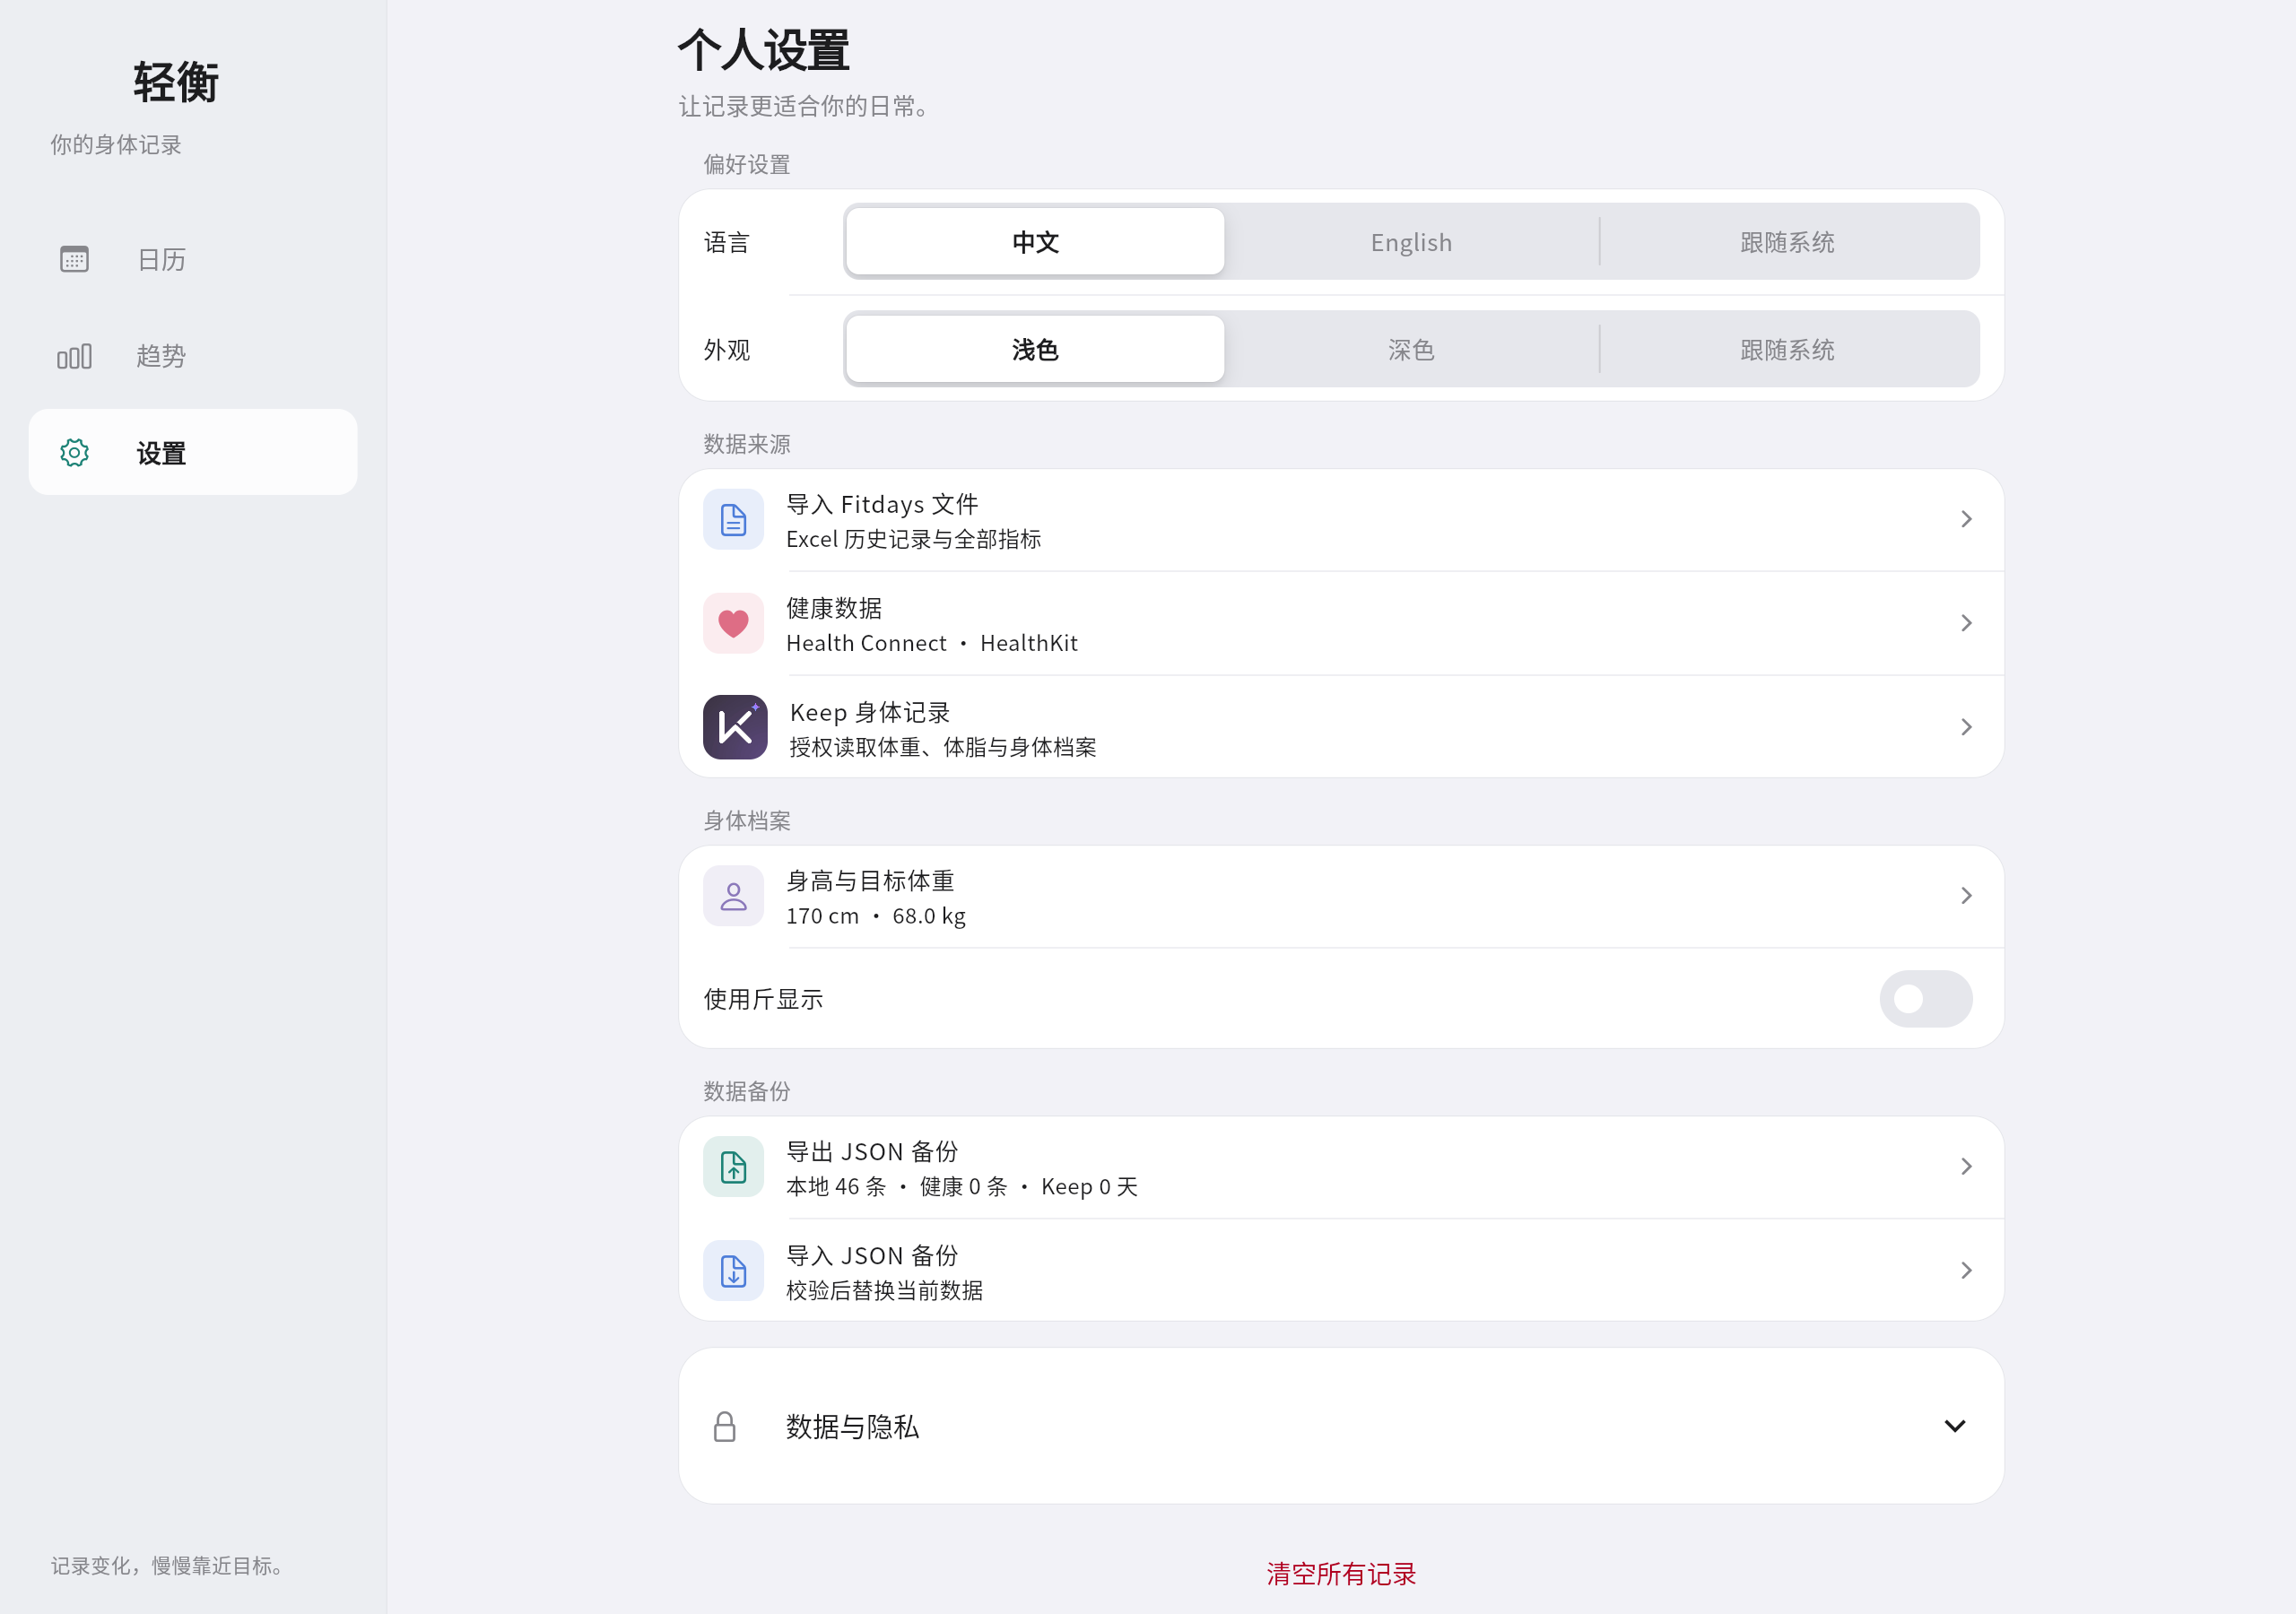 轻衡
你的身体记录
日历
趋势
设置
记录变化，慢慢靠近目标。
个人设置
让记录更适合你的日常。
偏好设置
语言 中文 English 跟随系统
外观 浅色 深色 跟随系统
数据来源
导入 Fitdays 文件
Excel 历史记录与全部指标
健康数据
Health Connect · HealthKit
Keep 身体记录
授权读取体重、体脂与身体档案
身体档案
身高与目标体重
170 cm · 68.0 kg
使用斤显示
数据备份
导出 JSON 备份
本地 46 条 · 健康 0 条 · Keep 0 天
导入 JSON 备份
校验后替换当前数据
数据与隐私
清空所有记录